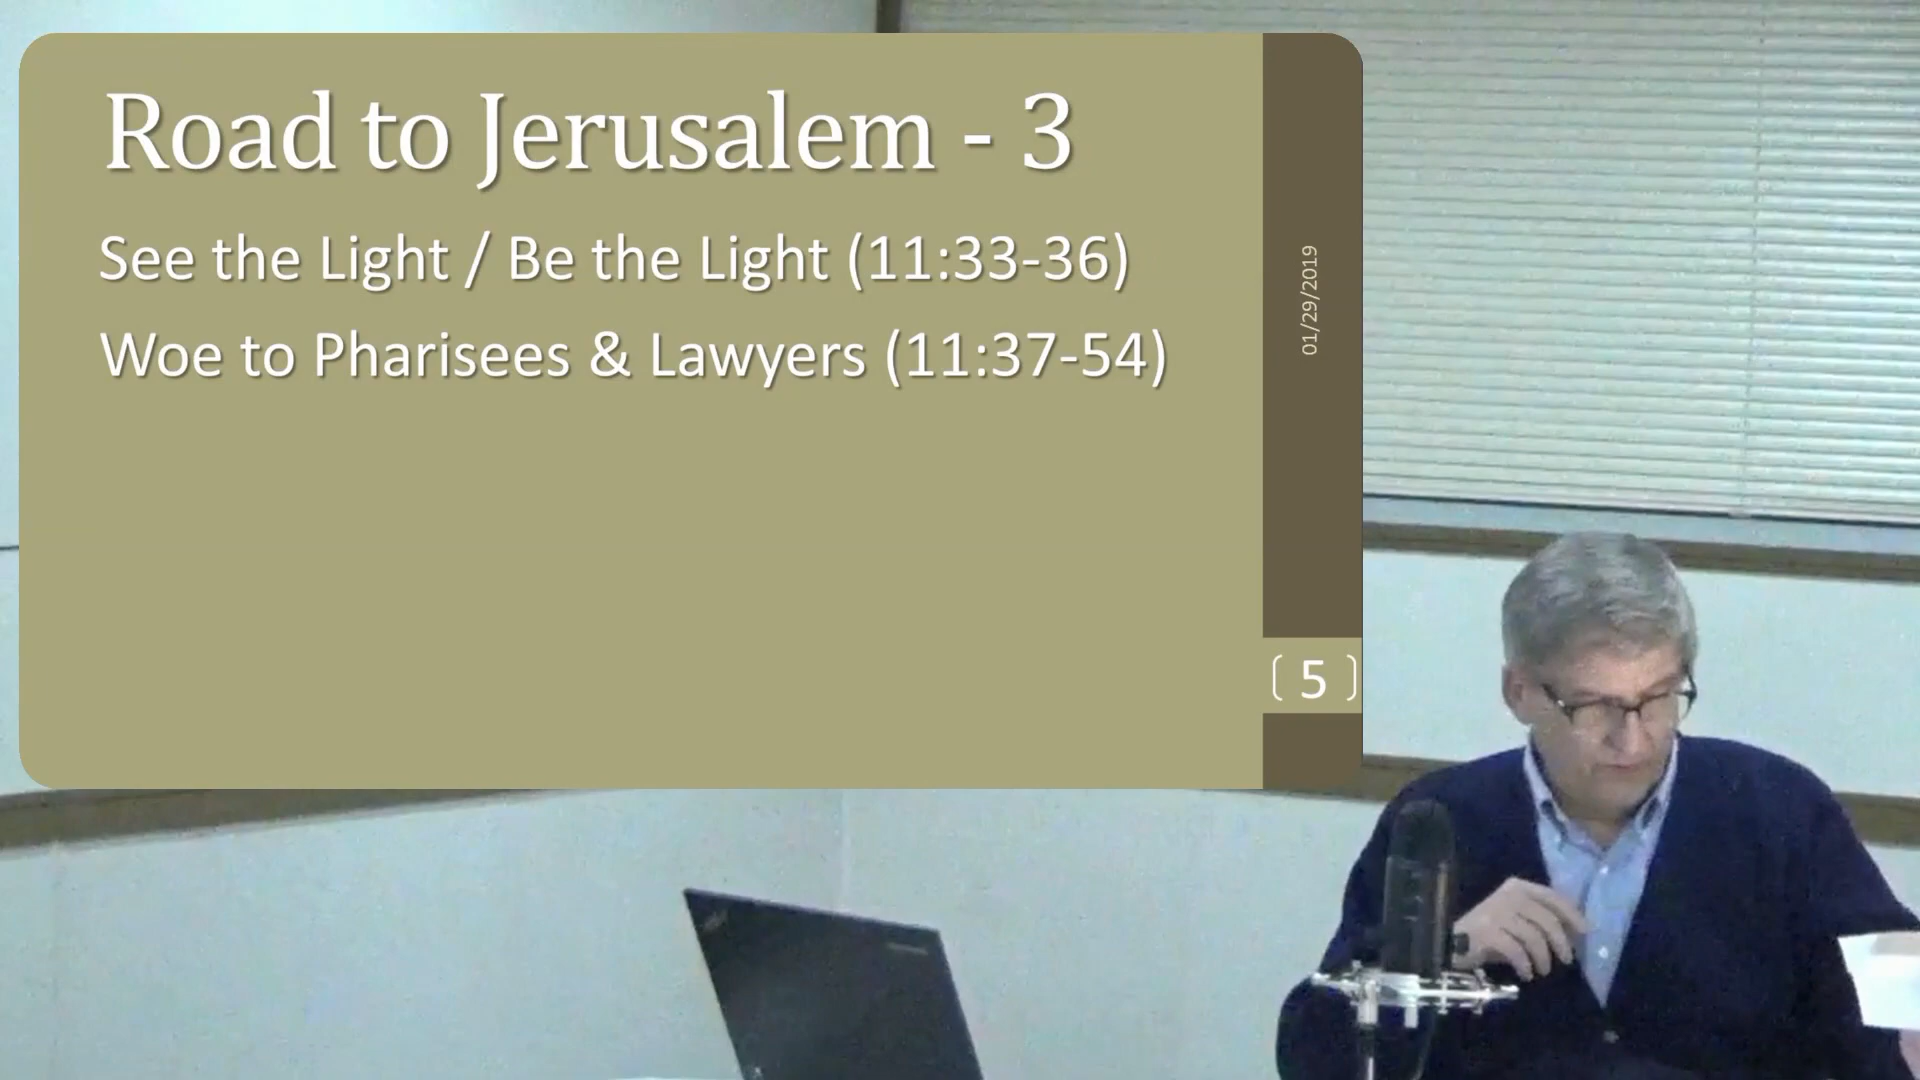 Road to Jerusalem - 3
See the Light / Be the Light (11:33-36)
Woe to Pharisees & Lawyers (11:37-54)
01/29/2019
5